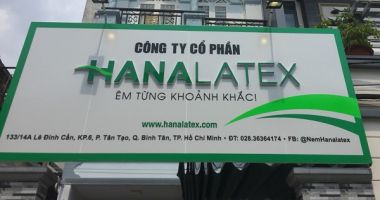 CÔNG TY CỔ PHẦN
HANALATEX
ÊM TỪNG KHOẢNH KHẮC!
www.hanalatex.com
133/14A Lê Đình Cẩn, KP.6, P. Tân Tạo, Q. Bình Tân, TP. Hồ Chí Minh - ĐT: 028.36364174 - FB: @NemHanalatex